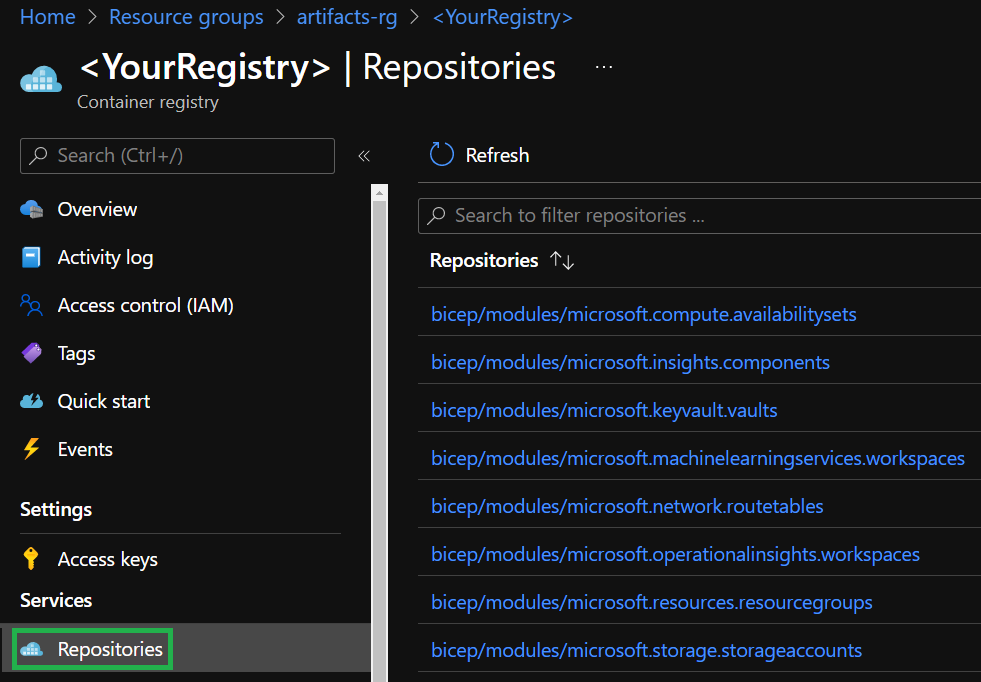 Home > Resource groups > artifacts-rg > <YourRegistry>
<YourRegistry> | Repositories ...
Container registry
Search (Ctrl+/)
«
Overview
Activity log
Access control (IAM)
Tags
Quick start
Events
Settings
Access keys
Services
Repositories
Refresh
Search to filter repositories ...
Repositories ↑↓
bicep/modules/microsoft.compute.availabilitysets
bicep/modules/microsoft.insights.components
bicep/modules/microsoft.keyvault.vaults
bicep/modules/microsoft.machinelearningservices.workspaces
bicep/modules/microsoft.network.routetables
bicep/modules/microsoft.operationalinsights.workspaces
bicep/modules/microsoft.resources.resourcegroups
bicep/modules/microsoft.storage.storageaccounts